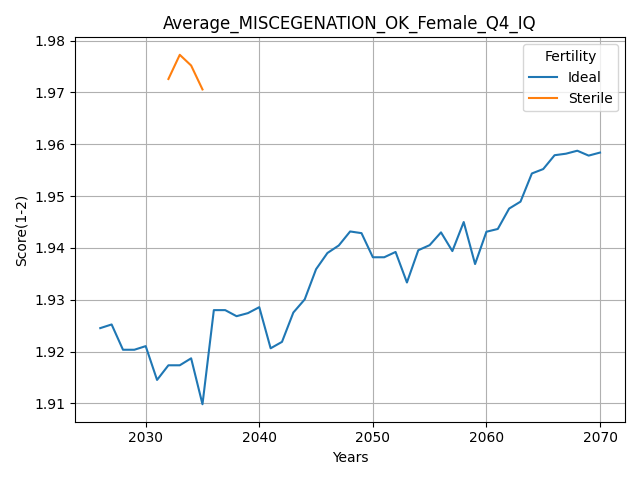 Average_MISCEGENATION_OK_Female_Q4_IQ
Fertility
Ideal
Sterile
Score(1-2)
1.98
1.97
1.96
1.95
1.94
1.93
1.92
1.91
2030 2040 2050 2060 2070
Years